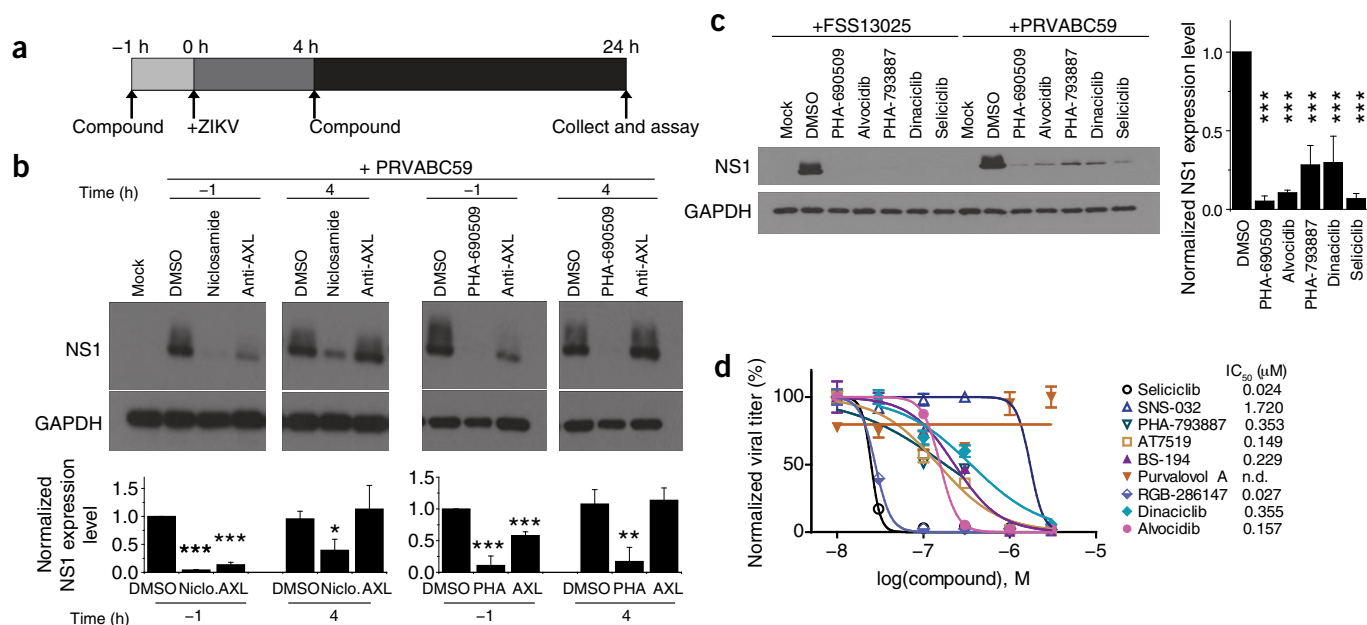 a
−1 h 0 h 4 h 24 h
Compound +ZIKV Compound Collect and assay
b
+ PRVABC59
Time (h) −1 4 −1 4
Mock DMSO Niclosamide Anti-AXL DMSO Niclosamide Anti-AXL DMSO PHA-690509 Anti-AXL DMSO PHA-690509 Anti-AXL
NS1
GAPDH
Normalized NS1 expression level
1.5
1.0
0.5
0.0
*** *** *
DMSO Niclo. AXL DMSO Niclo. AXL
1.5
1.0
0.5
0.0
*** *** **
DMSO PHA AXL DMSO PHA AXL
Time (h) −1 4 −1 4
c
+FSS13025 +PRVABC59
Mock DMSO PHA-690509 Alvocidib PHA-793887 Dinaciclib Seliciclib Mock DMSO PHA-690509 Alvocidib PHA-793887 Dinaciclib Seliciclib
NS1
GAPDH
Normalized NS1 expression level
1.0
0.5
0.0
*** *** *** *** ***
DMSO PHA-690509 Alvocidib PHA-793887 Dinaciclib Seliciclib
d
Normalized viral titer (%)
100
50
0
−8 −7 −6 −5
log(compound), M
IC50 (μM)
Seliciclib 0.024
SNS-032 1.720
PHA-793887 0.353
AT7519 0.149
BS-194 0.229
Purvalovol A n.d.
RGB-286147 0.027
Dinaciclib 0.355
Alvocidib 0.157